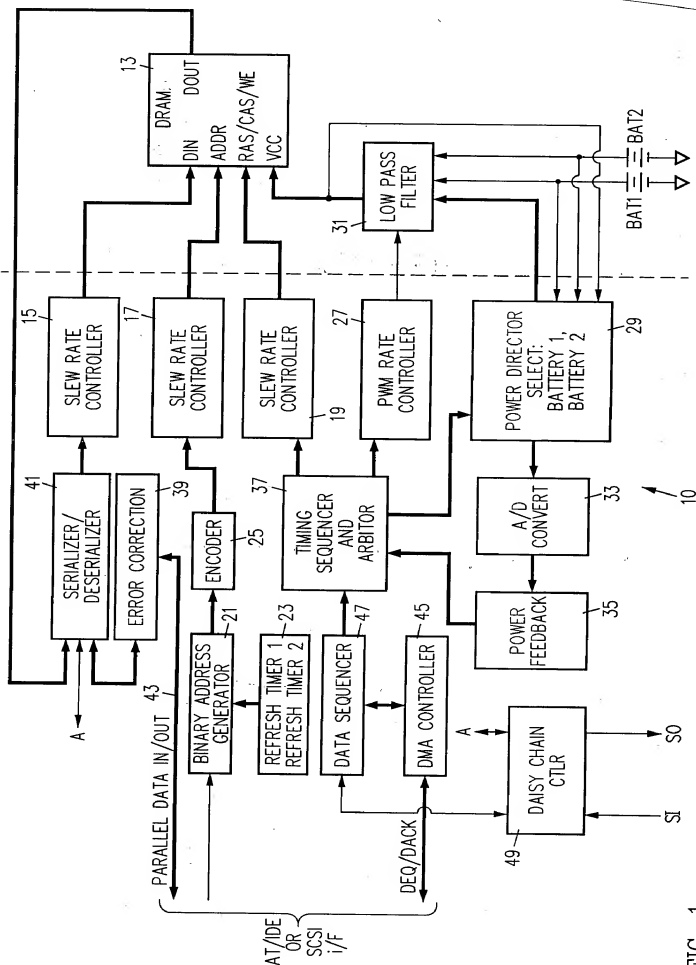 13
DRAM.
DIN
DOUT
ADDR
RAS/CAS/WE
VCC
15
SLEW RATE
CONTROLLER
17
SLEW RATE
CONTROLLER
SLEW RATE
CONTROLLER
19
27
PWM RATE
CONTROLLER
31
LOW PASS
FILTER
BAT1
BAT2
POWER DIRECTOR
SELECT:
BATTERY 1,
BATTERY 2
29
41
SERIALIZER/
DESERIALIZER
39
ERROR CORRECTION
A
43
PARALLEL DATA IN/OUT
ENCODER
25
37
TIMING
SEQUENCER
AND
ARBITOR
A/D
CONVERT
33
10
POWER
FEEDBACK
35
21
BINARY ADDRESS
GENERATOR
23
REFRESH TIMER 1
REFRESH TIMER 2
47
DATA SEQUENCER
45
DMA CONTROLLER
DEQ/DACK
A
DAISY CHAIN
CTLR
49
SO
SI
AT/IDE
OR
SCSI
i/F
FIG. 1